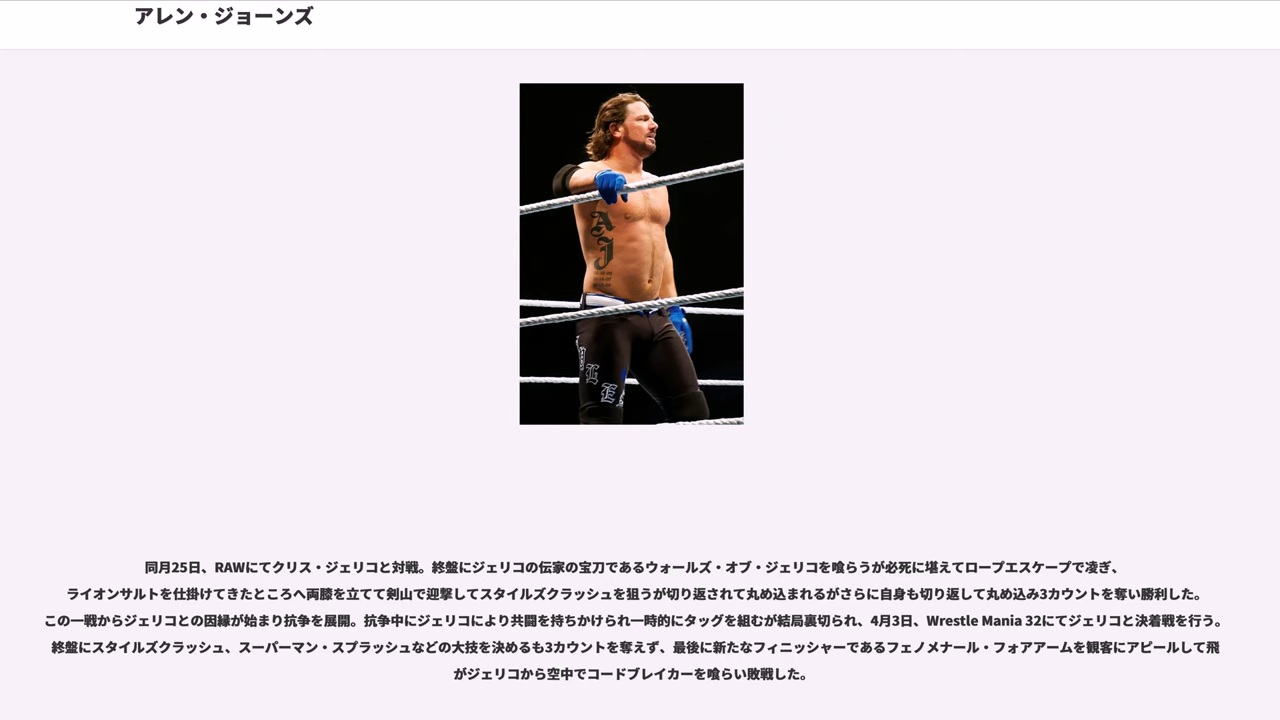 アレン・ジョーンズ
A
J
L
E
同月25日、RAWにてクリス・ジェリコと対戦。終盤にジェリコの伝家の宝刀であるウォールズ・オブ・ジェリコを喰らうが必死に堪えてロープエスケープで凌ぎ、
ライオンサルトを仕掛けてきたところへ両膝を立てて剣山で迎撃してスタイルズクラッシュを狙うが切り返されて丸め込まれるがさらに自身も切り返して丸め込み3カウントを奪い勝利した。
この一戦からジェリコとの因縁が始まり抗争を展開。抗争中にジェリコにより共闘を持ちかけられ一時的にタッグを組むが結局裏切られ、4月3日、Wrestle Mania 32にてジェリコと決着戦を行う。
終盤にスタイルズクラッシュ、スーパーマン・スプラッシュなどの大技を決めるも3カウントを奪えず、最後に新たなフィニッシャーであるフェノメナール・フォアアームを観客にアピールして飛
がジェリコから空中でコードブレイカーを喰らい敗戦した。